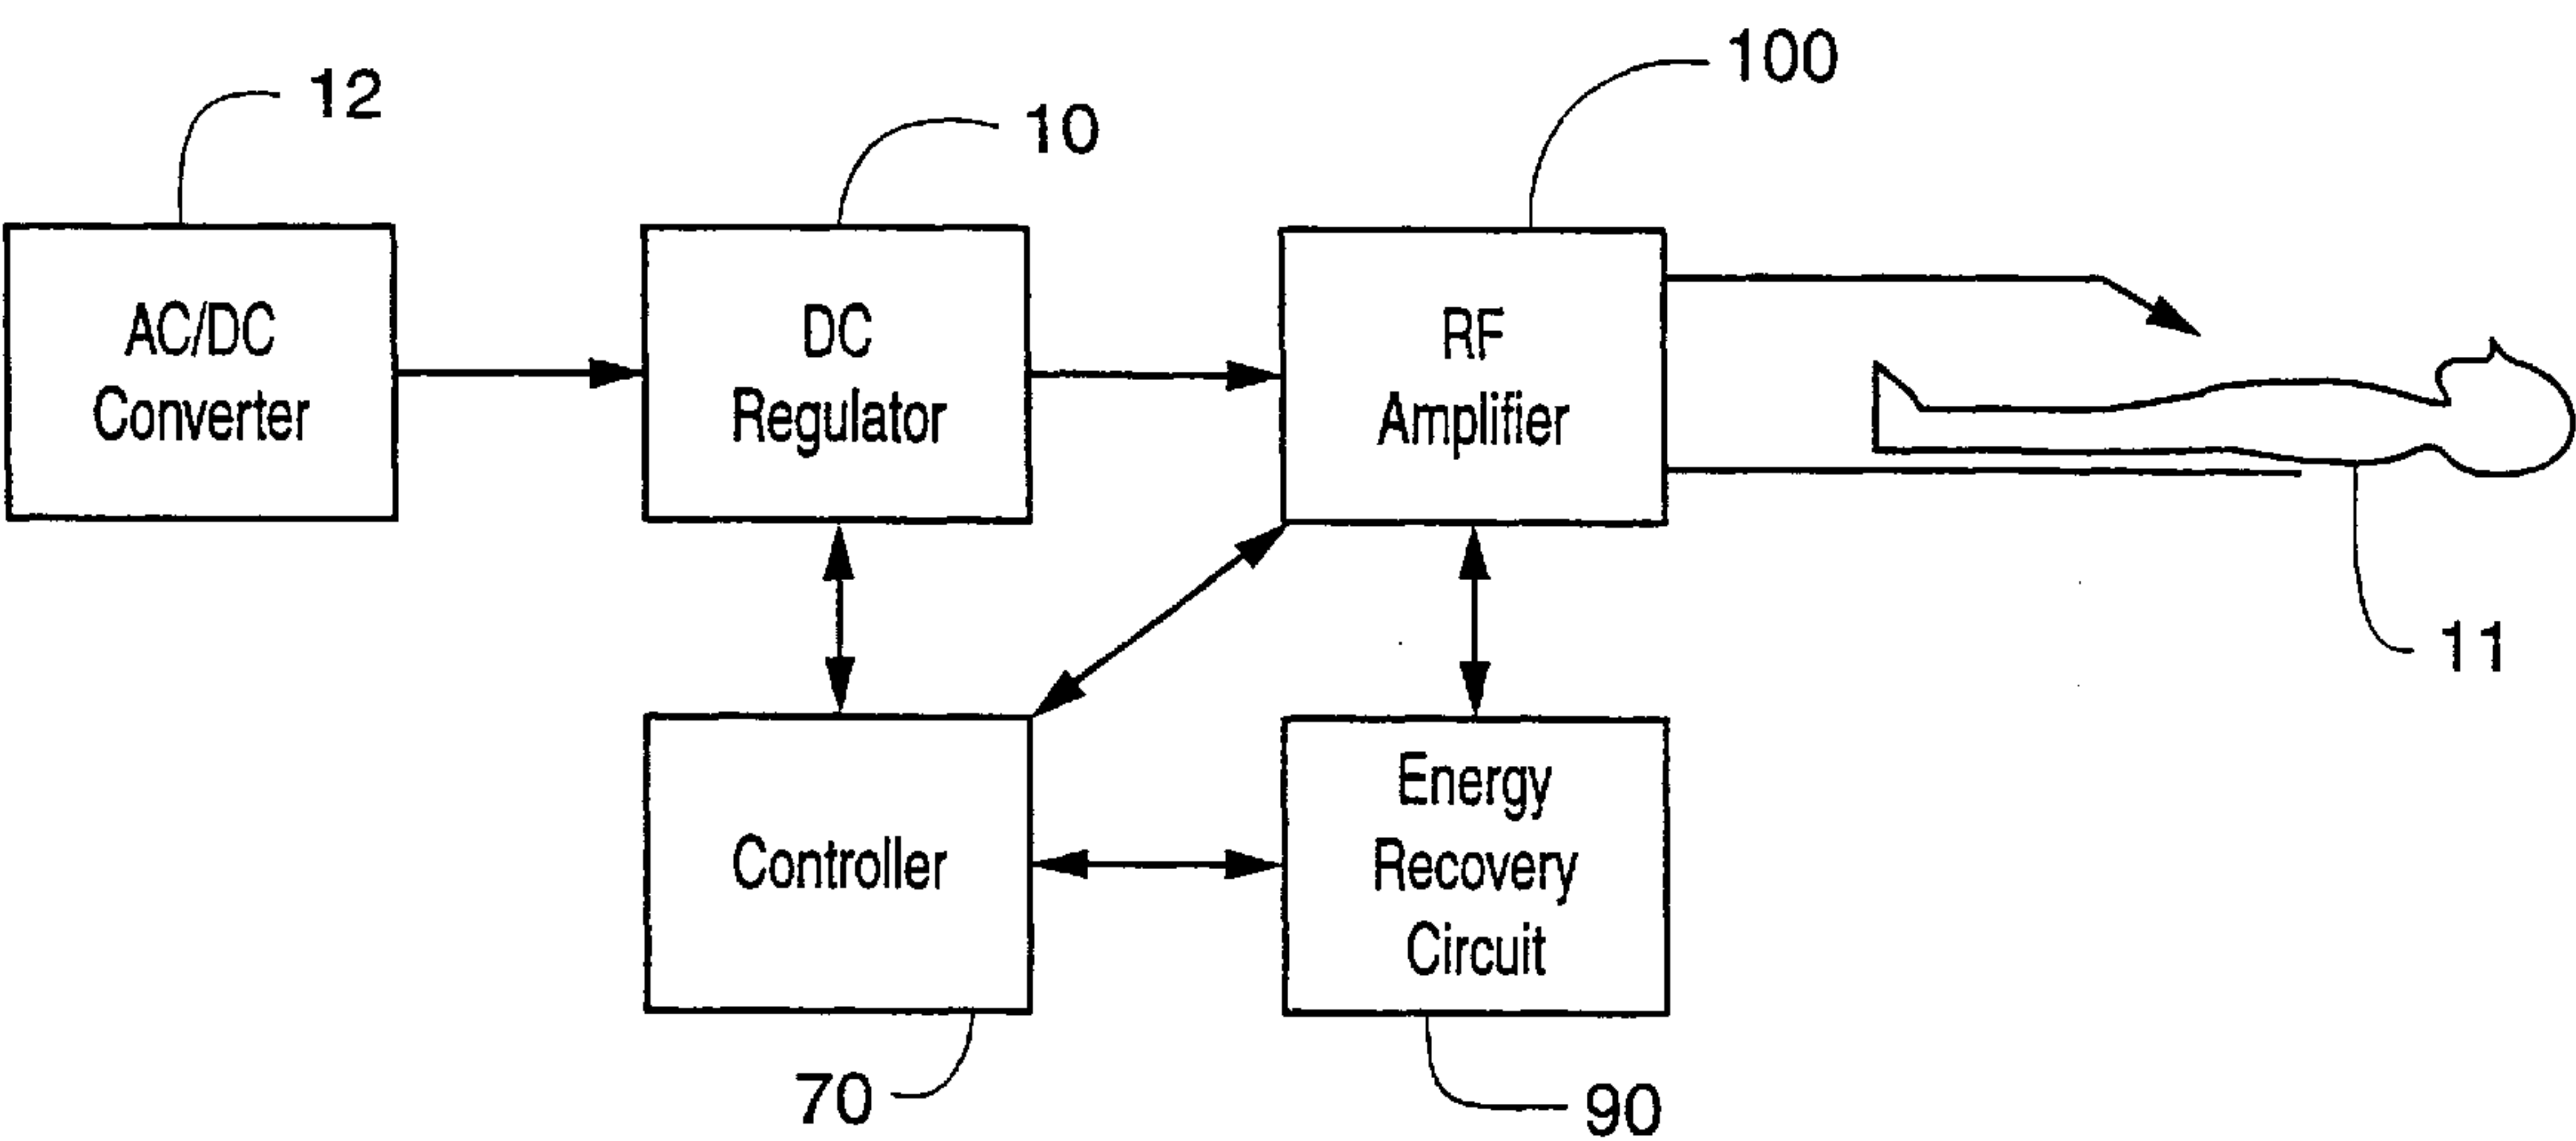 12
10
100
AC/DC
Converter
DC
Regulator
RF
Amplifier
11
Controller
Energy
Recovery
Circuit
70
90